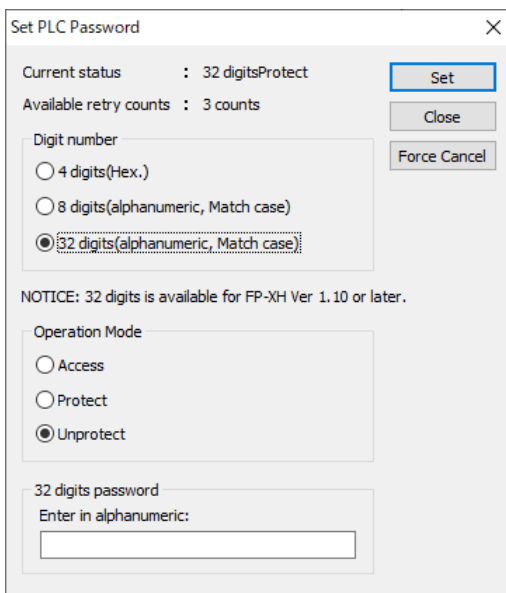 Set PLC Password
Current status : 32 digitsProtect
Set
Available retry counts : 3 counts
Close
Digit number
Force Cancel
4 digits(Hex.)
8 digits(alphanumeric, Match case)
32 digits(alphanumeric, Match case)
NOTICE: 32 digits is available for FP-XH Ver 1.10 or later.
Operation Mode
Access
Protect
Unprotect
32 digits password
Enter in alphanumeric: